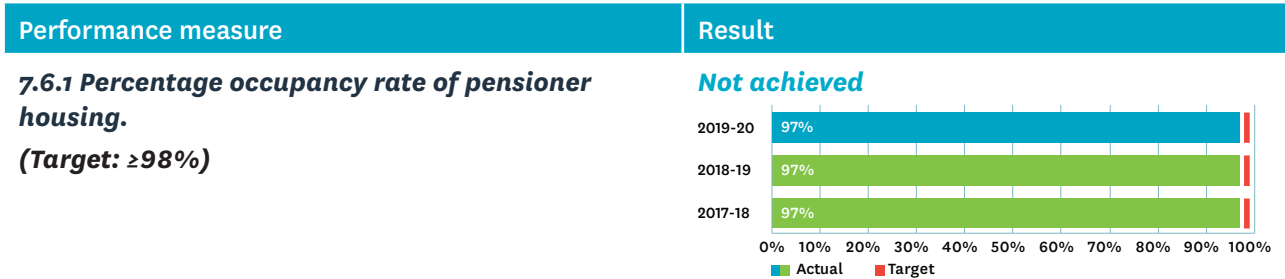 Performance measure
Result
7.6.1 Percentage occupancy rate of pensioner
housing.
(Target: ≥98%)
Not achieved
2019-20 97%
2018-19 97%
2017-18 97%
0% 10% 20% 30% 40% 50% 60% 70% 80% 90% 100%
Actual Target